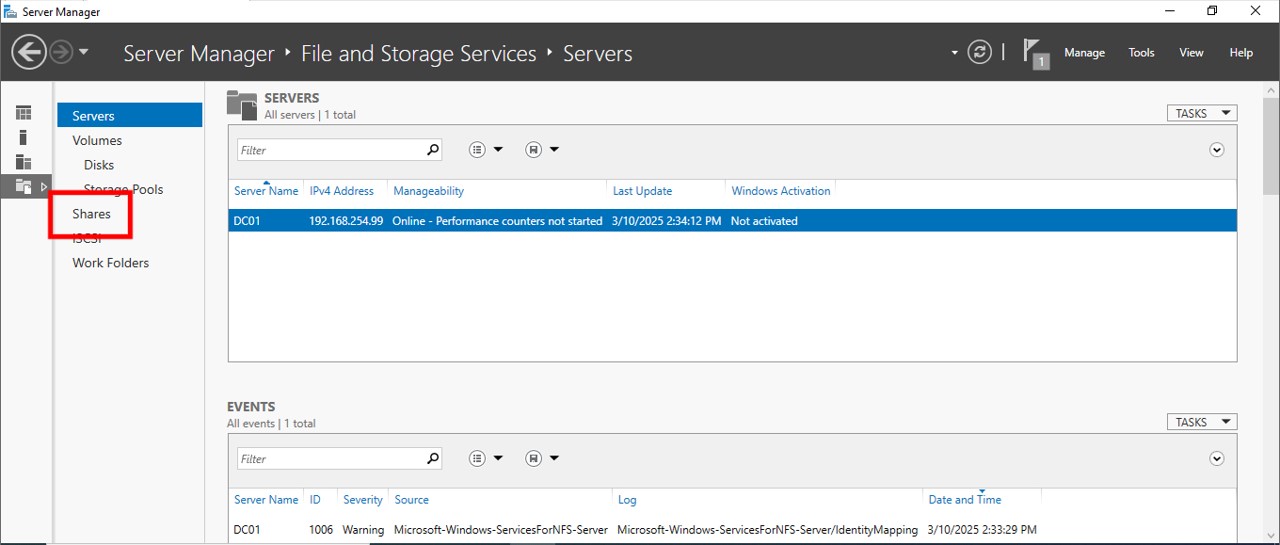 Server Manager
Server Manager ‣ File and Storage Services ‣ Servers
1
Manage
Tools
View
Help
Servers
Volumes
Disks
Storage Pools
Shares
iSCSI
Work Folders
SERVERS
All servers | 1 total
TASKS
Filter
Server Name IPv4 Address Manageability Last Update Windows Activation
DC01 192.168.254.99 Online - Performance counters not started 3/10/2025 2:34:12 PM Not activated
EVENTS
All events | 1 total
TASKS
Filter
Server Name ID Severity Source Log Date and Time
DC01 1006 Warning Microsoft-Windows-ServicesForNFS-Server Microsoft-Windows-ServicesForNFS-Server/IdentityMapping 3/10/2025 2:33:29 PM